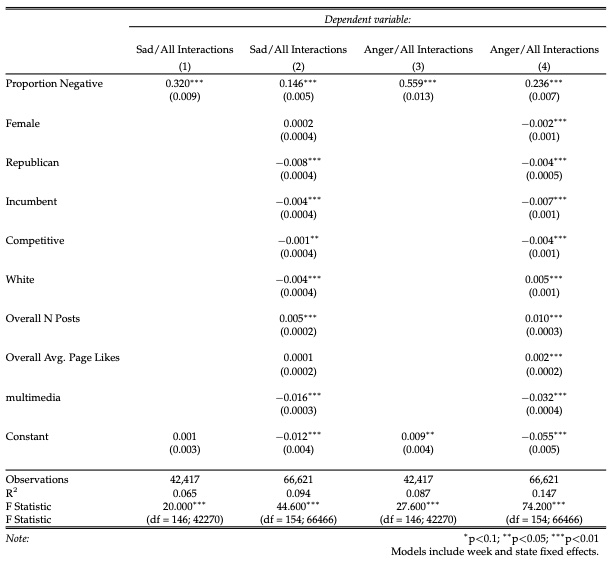 Dependent variable:
Sad/All Interactions Sad/All Interactions Anger/All Interactions Anger/All Interactions
(1) (2) (3) (4)
Proportion Negative 0.320*** 0.146*** 0.559*** 0.236***
(0.009) (0.005) (0.013) (0.007)
Female 0.0002 −0.002***
(0.0004) (0.001)
Republican −0.008*** −0.004***
(0.0004) (0.0005)
Incumbent −0.004*** −0.007***
(0.0004) (0.001)
Competitive −0.001** −0.004***
(0.0004) (0.001)
White −0.004*** 0.005***
(0.0004) (0.001)
Overall N Posts 0.005*** 0.010***
(0.0002) (0.0003)
Overall Avg. Page Likes 0.0001 0.002***
(0.0002) (0.0002)
multimedia −0.016*** −0.032***
(0.0003) (0.0004)
Constant 0.001 −0.012*** 0.009** −0.055***
(0.003) (0.004) (0.004) (0.005)
Observations 42,417 66,621 42,417 66,621
R² 0.065 0.094 0.087 0.147
F Statistic 20.000*** 44.600*** 27.600*** 74.200***
F Statistic (df = 146; 42270) (df = 154; 66466) (df = 146; 42270) (df = 154; 66466)
Note: *p<0.1; **p<0.05; ***p<0.01
Models include week and state fixed effects.